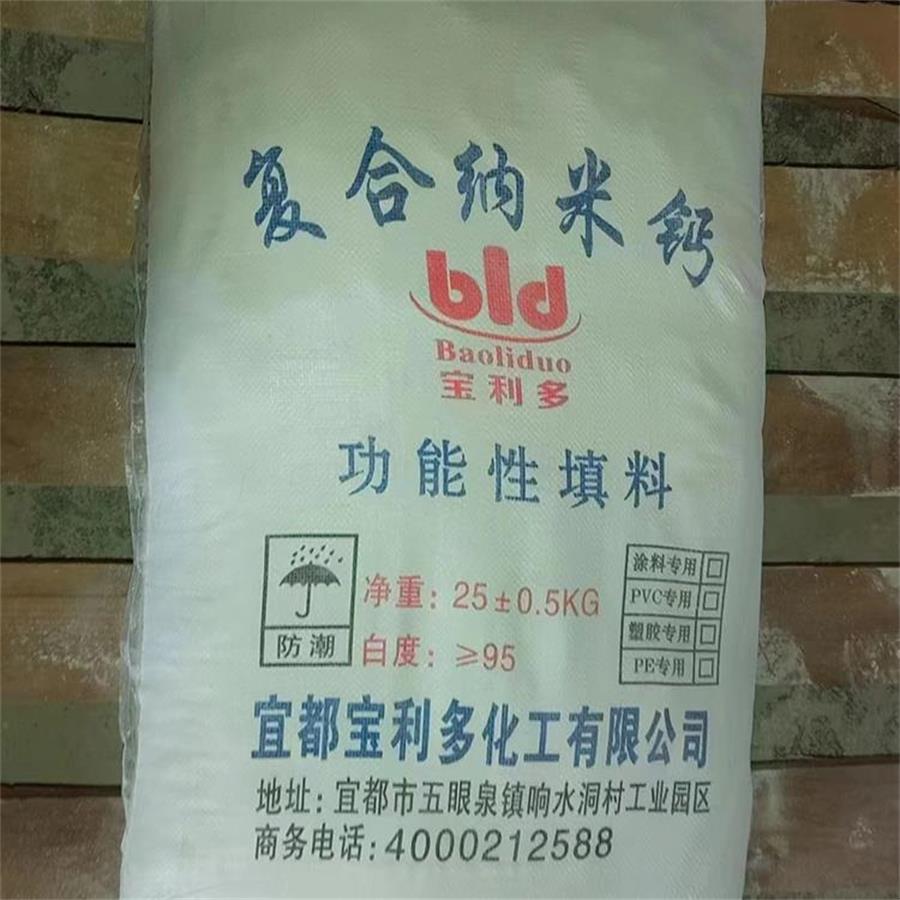 复合纳米钙
bld
Baoliduo
宝利多
功能性填料
防潮
净重：25±0.5KG
白度：≥95
涂料专用
PVC专用
塑胶专用
PE专用
宜都宝利多化工有限公司
地址：宜都市五眼泉镇响水洞村工业园区
商务电话：4000212588